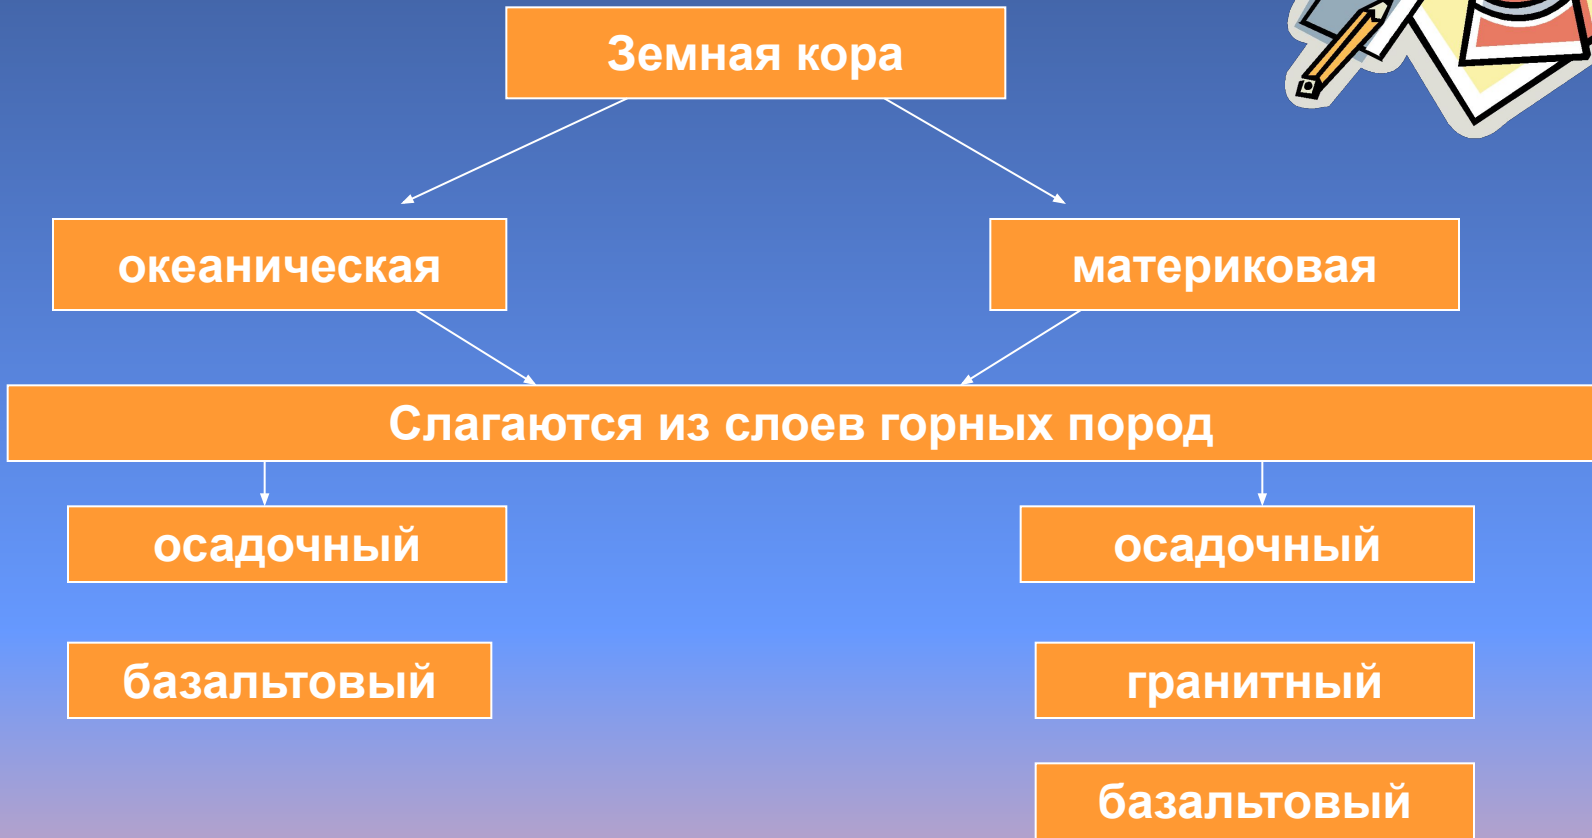 Земная кора
океаническая
материковая
Слагаются из слоев горных пород
осадочный
осадочный
базальтовый
гранитный
базальтовый